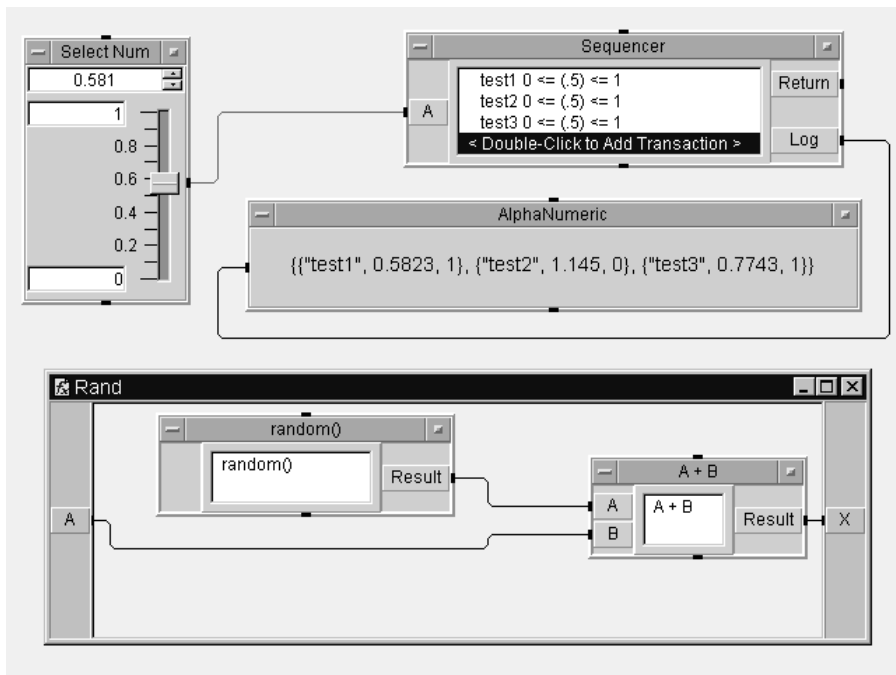 Select Num
0.581
1
0.8
0.6
0.4
0.2
0
Sequencer
A
test1 0 <= (.5) <= 1
test2 0 <= (.5) <= 1
test3 0 <= (.5) <= 1
< Double-Click to Add Transaction >
Return
Log
AlphaNumeric
{{"test1", 0.5823, 1}, {"test2", 1.145, 0}, {"test3", 0.7743, 1}}
Rand
A
random()
random()
Result
A + B
A
B
A + B
Result
X